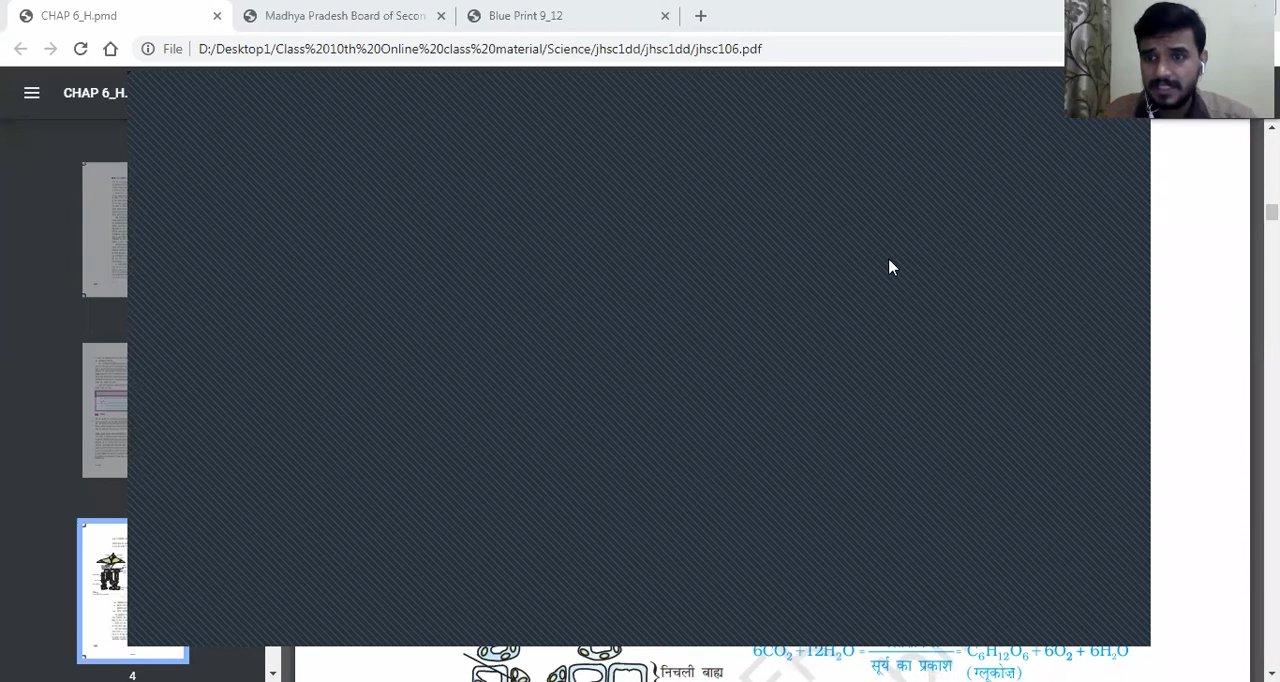 CHAP 6_H.pmd
Madhya Pradesh Board of Secon
Blue Print 9_12
File
D:/Desktop1/Class%2010th%20Online%20class%20material/Science/jhsc1dd/jhsc1dd/jhsc106.pdf
CHAP 6_H.
6CO2 +12H2O = = C6H12O6 + 6O2 + 6H2O
सूर्य का प्रकाश (ग्लूकोज़)
निचली बाह्य
4